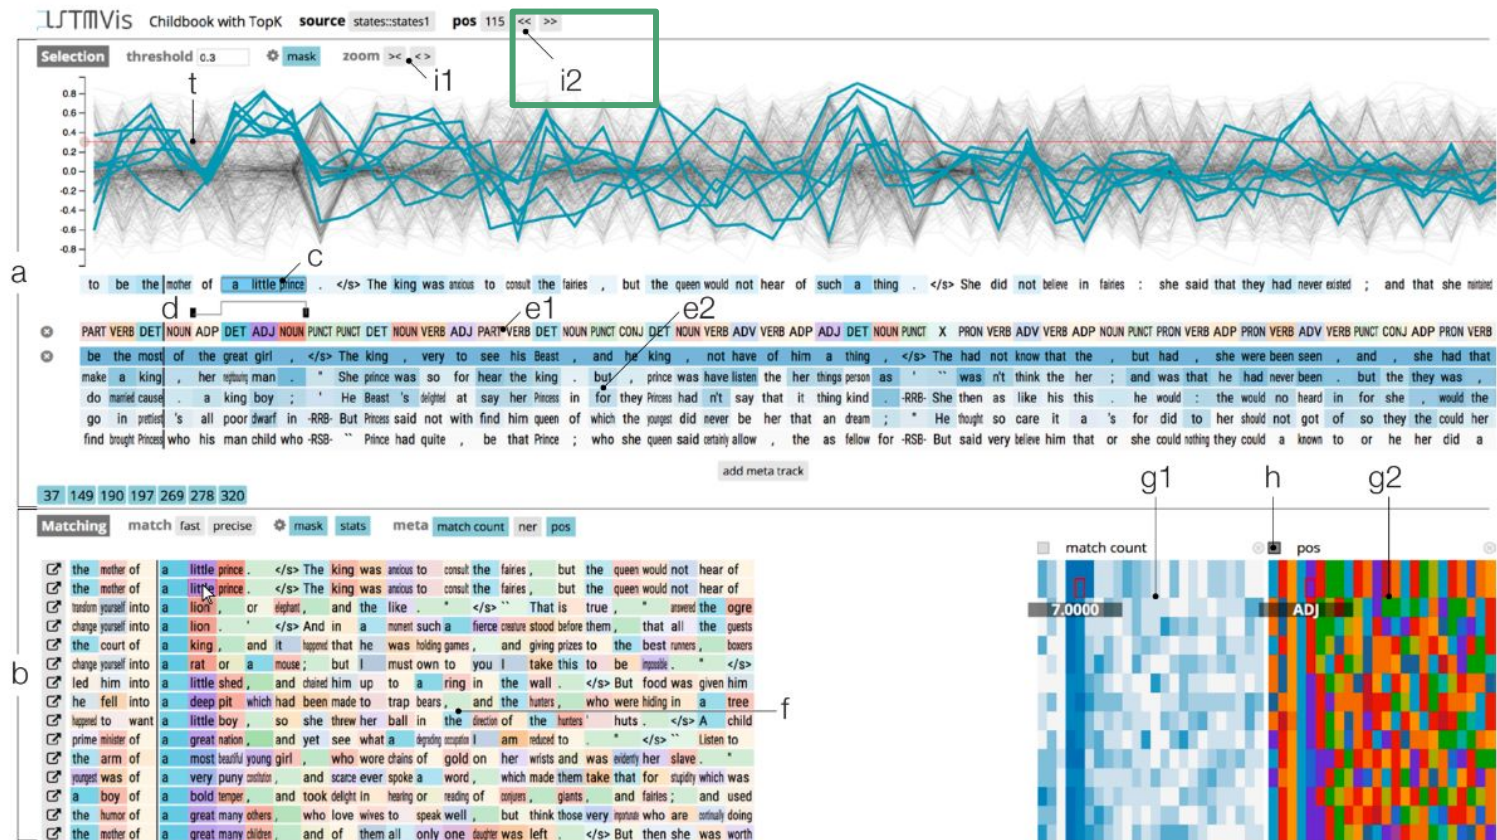 LSTMVis Childbook with TopK source states::states1 pos 115 << >>
Selection threshold 0.3 mask zoom >< <>
i1 i2
t
0.8
0.6
0.4
0.2
0.0
-0.2
-0.4
-0.6
-0.8
a
c
to be the mother of a little prince . </s> The king was anxious to consult the fairies , but the queen would not hear of such a thing . </s> She did not believe in fairies : she said that they had never existed ; and that she maintained
d e1 e2
PART VERB DET NOUN ADP DET ADJ NOUN PUNCT PUNCT DET NOUN VERB ADJ PART VERB DET NOUN PUNCT CONJ DET NOUN VERB ADV VERB ADP ADJ DET NOUN PUNCT X PRON VERB ADV VERB ADP NOUN PUNCT PRON VERB ADP PRON VERB ADV VERB PUNCT CONJ ADP PRON VERB
be the most of the great girl , </s> The king , very to see his Beast , and he king , not have of him a thing , </s> The had not know that the , but had , she were been seen , and , she had that
make a king , her neighbouring man . " She prince was so for hear the king . but , prince was have listen the her things person as ' `` was n't think the her ; and was that he had never been . but the they was ,
do married cause . a king boy ; ' He Beast 's delighted at say her Princess in for they Princess had n't say that it thing kind . -RRB- She then as like his this . he would : the would no heard in for she , would the
go in prettiest 's all poor dwarf in -RRB- But Princess said not with find him queen of which the youngest did never be her that an dream ; " He thought so care it a 's for did to her should not got of so they the could her
find brought Princess who his man child who -RSB- `` Prince had quite , be that Prince ; who she queen said certainly allow , the as fellow for -RSB- But said very believe him that or she could nothing they could a known to or he her did a
add meta track
37 149 190 197 269 278 320
g1 h g2
Matching match fast precise mask stats meta match count ner pos
match count pos
7.0000 ADJ
b
f
the mother of a little prince . </s> The king was anxious to consult the fairies , but the queen would not hear of
the mother of a little prince . </s> The king was anxious to consult the fairies , but the queen would not hear of
transform yourself into a lion , or elephant , and the like . " </s> `` That is true , " answered the ogre
change yourself into a lion . ' </s> And in a moment such a fierce creature stood before them , that all the guests
the court of a king , and it happened that he was holding games , and giving prizes to the best runners , boxers
change yourself into a rat or a mouse ; but I must own to you I take this to be impossible . " </s>
led him into a little shed , and chained him up to a ring in the wall . </s> But food was given him
he fell into a deep pit which had been made to trap bears , and the hunters , who were hiding in a tree
happened to want a little boy , so she threw her ball in the direction of the hunters ' huts . </s> A child
prime minister of a great nation , and yet see what a degrading occupation I am reduced to . " </s> `` Listen to
the arm of a most beautiful young girl , who wore chains of gold on her wrists and was evidently her slave . "
youngest was of a very puny constitution , and scarce ever spoke a word , which made them take that for stupidity which was
a boy of a bold temper , and took delight in hearing or reading of conjurers , giants , and fairies ; and used
the humor of a great many others , who love wives to speak well , but think those very importunate who are continually doing
the mother of a great many children , and of them all only one daughter was left . </s> But then she was worth